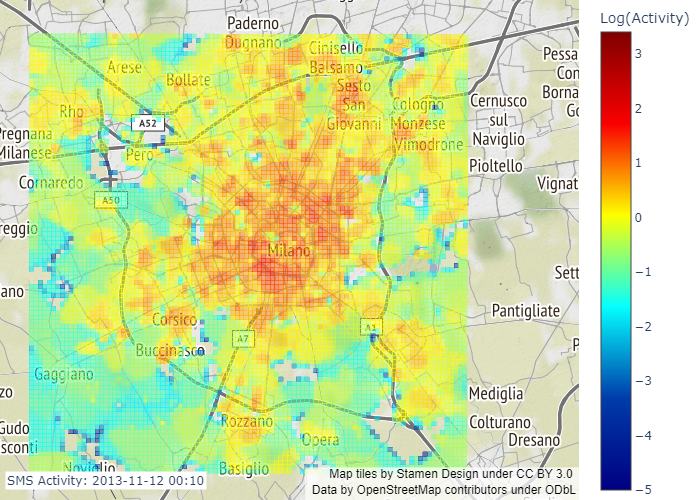 Log(Activity)
3
2
1
0
−1
−2
−3
−4
−5
Paderno
Dugnano
Cinisello
Balsamo
Arese
Bollate
Sesto
San
Giovanni
Rho
A52
Cologno
Monzese
Cernusco
sul
Naviglio
Pessa
Con
Borna
Go
Pregnana
Milanese
Pero
Vimodrone
Pioltello
Cornaredo
A50
Vignat
reggio
Milano
Sett
ano
Corsico
Pantigliate
A7
A1
Buccinasco
P
Gaggiano
zo
Mediglia
Rozzano
Colturano
Gudo
sconti
Opera
Dresano
Noviglio
Basiglio
SMS Activity: 2013-11-12 00:10
Map tiles by Stamen Design under CC BY 3.0
Data by OpenStreetMap contributors under ODbL